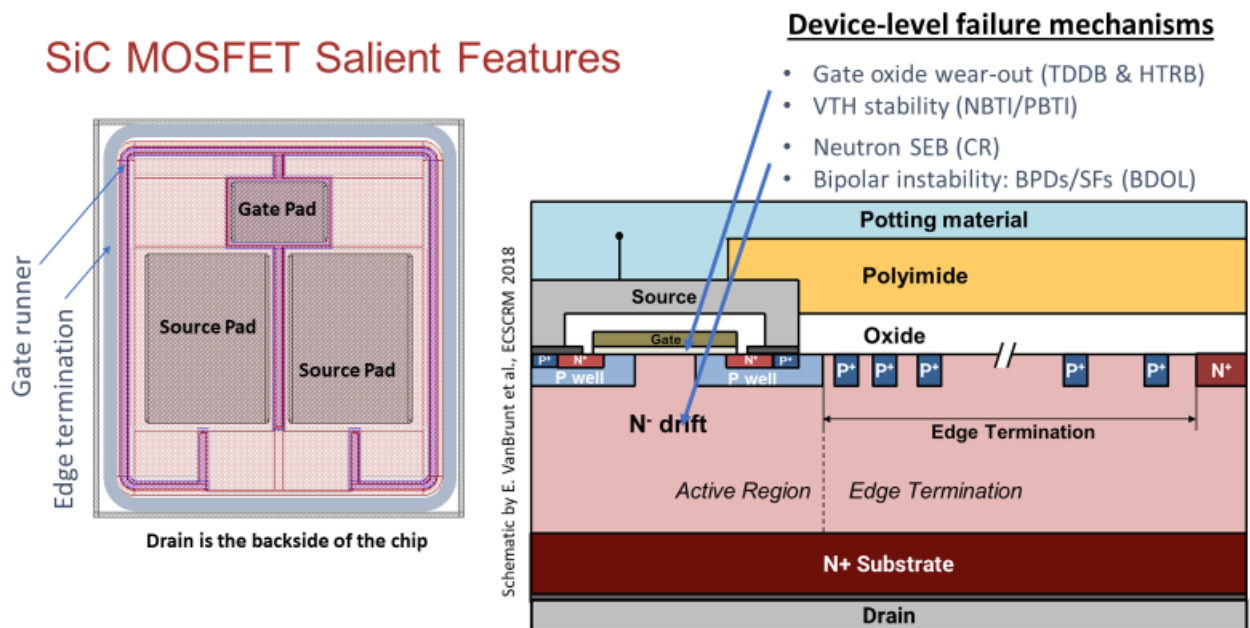 SiC MOSFET Salient Features
Device-level failure mechanisms
• Gate oxide wear-out (TDDB & HTRB)
• VTH stability (NBTI/PBTI)
• Neutron SEB (CR)
• Bipolar instability: BPDs/SFs (BDOL)
Gate runner
Edge termination
Gate Pad
Source Pad
Source Pad
Drain is the backside of the chip
Schematic by E. VanBrunt et al., ECSCRM 2018
Potting material
Polyimide
Source
Gate
Oxide
P+ N+ N+ P+ P+ P+ P+ P+ P+ N+
P well P well
N- drift
Edge Termination
Active Region Edge Termination
N+ Substrate
Drain